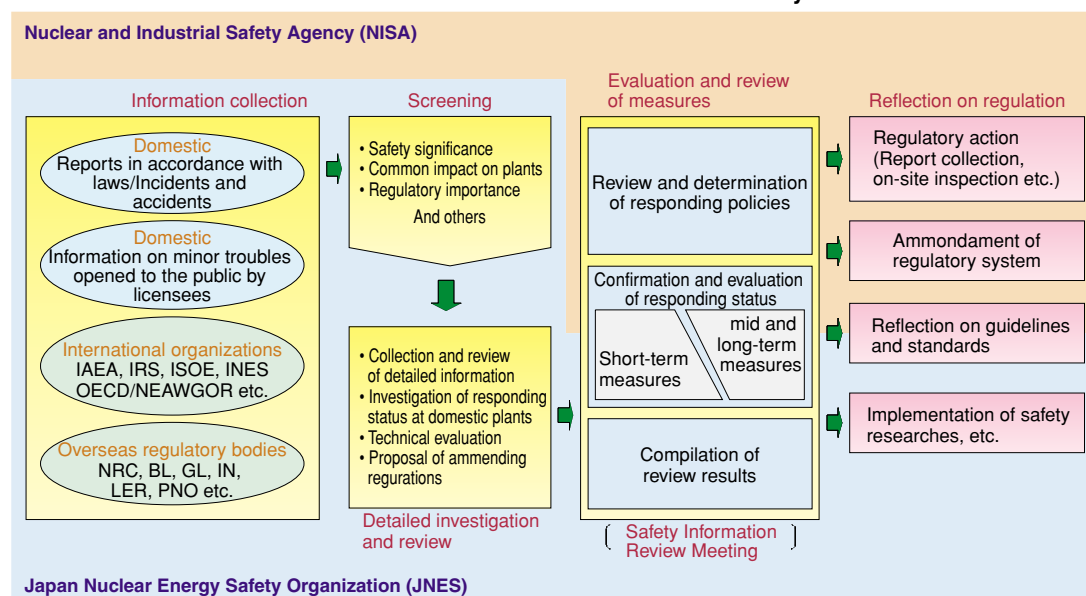 Nuclear and Industrial Safety Agency (NISA)
Information collection
Domestic
Reports in accordance with
laws/Incidents and
accidents
Domestic
Information on minor troubles
opened to the public by
licensees
International organizations
IAEA, IRS, ISOE, INES
OECD/NEAWGOR etc.
Overseas regulatory bodies
NRC, BL, GL, IN,
LER, PNO etc.
Screening
• Safety significance
• Common impact on plants
• Regulatory importance
And others
• Collection and review
of detailed information
• Investigation of responding
status at domestic plants
• Technical evaluation
• Proposal of ammending
regurations
Detailed investigation
and review
Evaluation and review
of measures
Review and determination
of responding policies
Confirmation and evaluation
of responding status
Short-term
measures
mid and
long-term
measures
Compilation of
review results
( Safety Information
Review Meeting )
Reflection on regulation
Regulatory action
(Report collection,
on-site inspection etc.)
Ammondament of
regulatory system
Reflection on guidelines
and standards
Implementation of safety
researches, etc.
Japan Nuclear Energy Safety Organization (JNES)